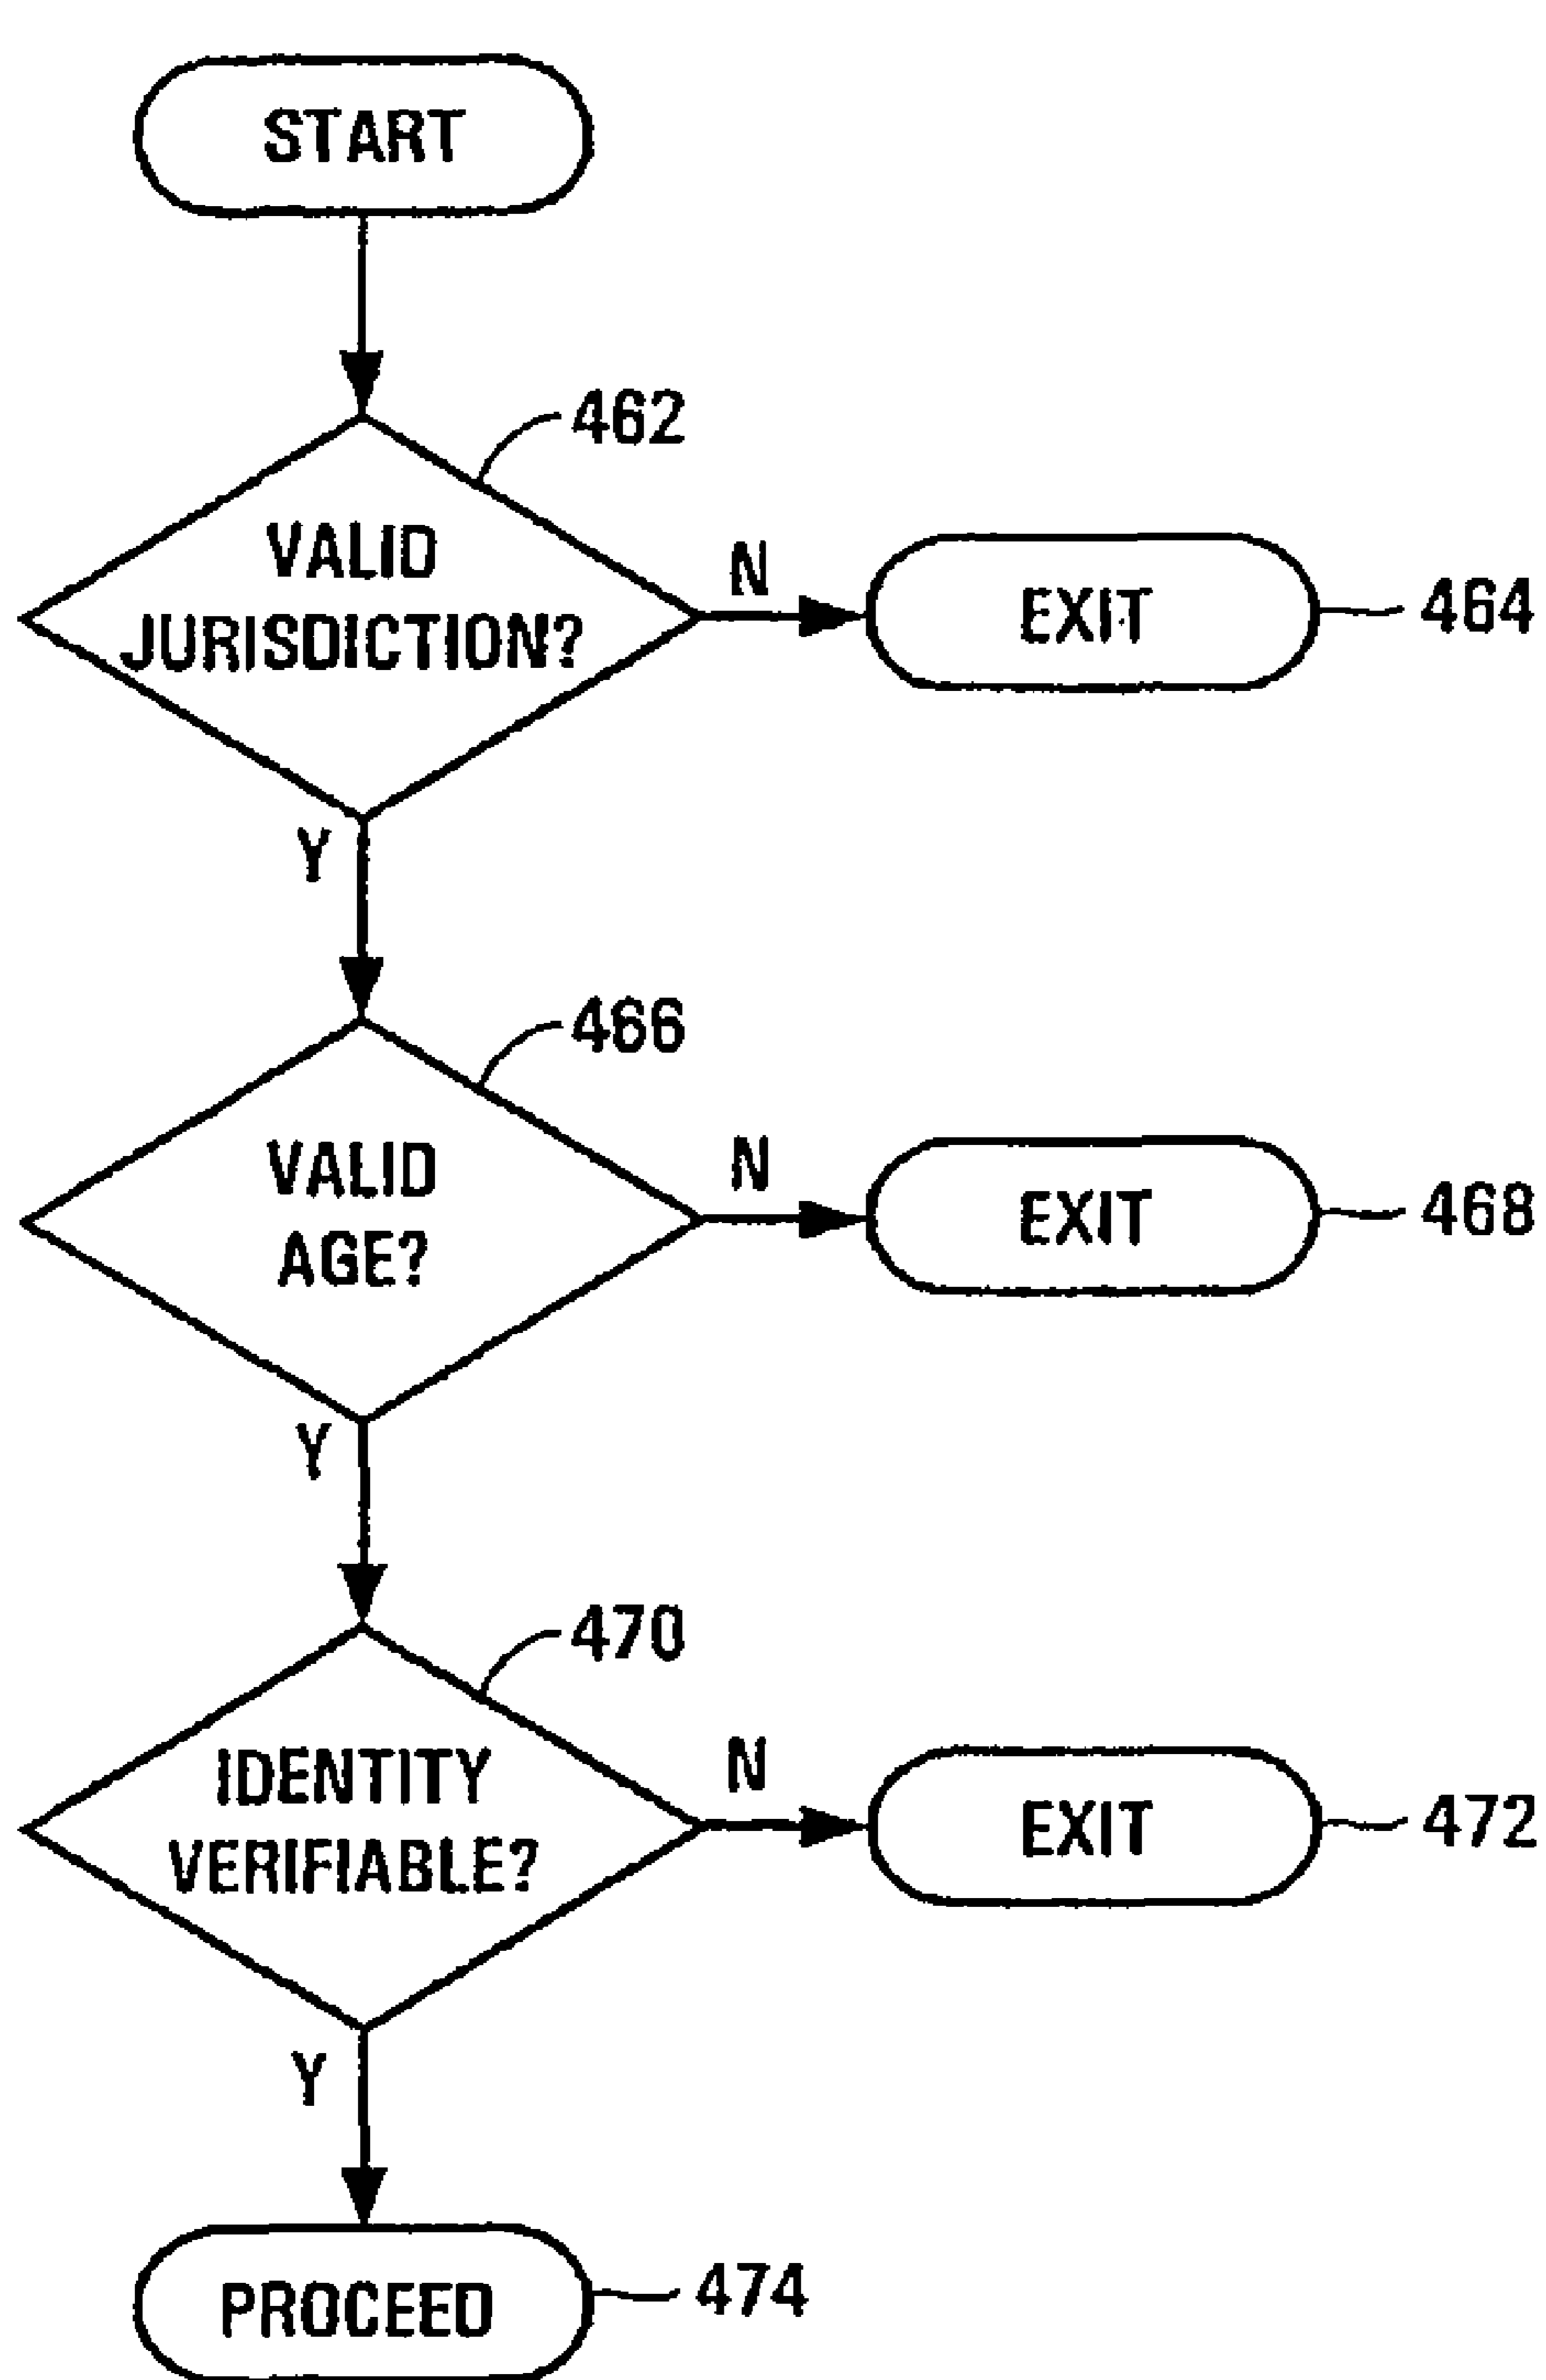 START
462
VALID
JURISDICTION?
N
EXIT
464
Y
466
VALID
AGE?
N
EXIT
468
Y
470
IDENTITY
VERIFIABLE?
N
EXIT
472
Y
PROCEED
474